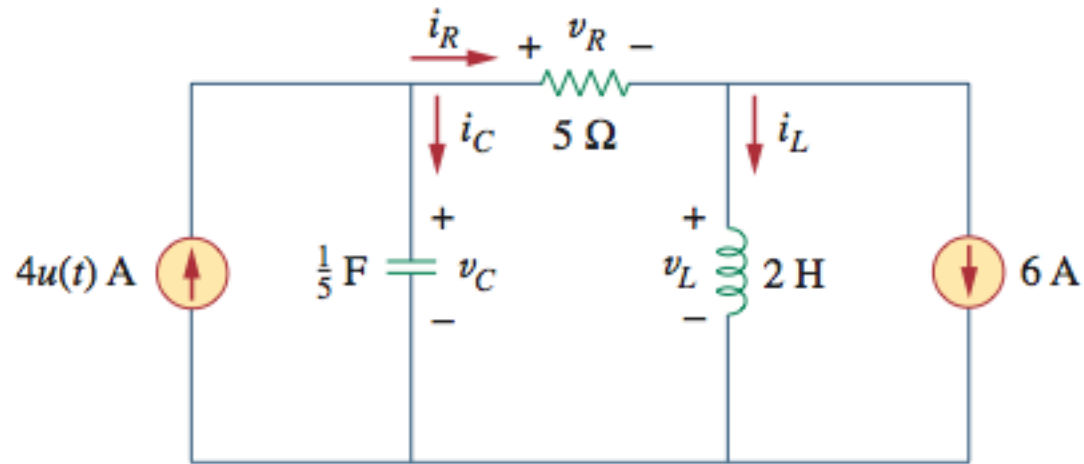 i_R + v_R −
i_C 5 Ω i_L
4u(t) A 1/5 F + v_C − + v_L − 2 H 6 A